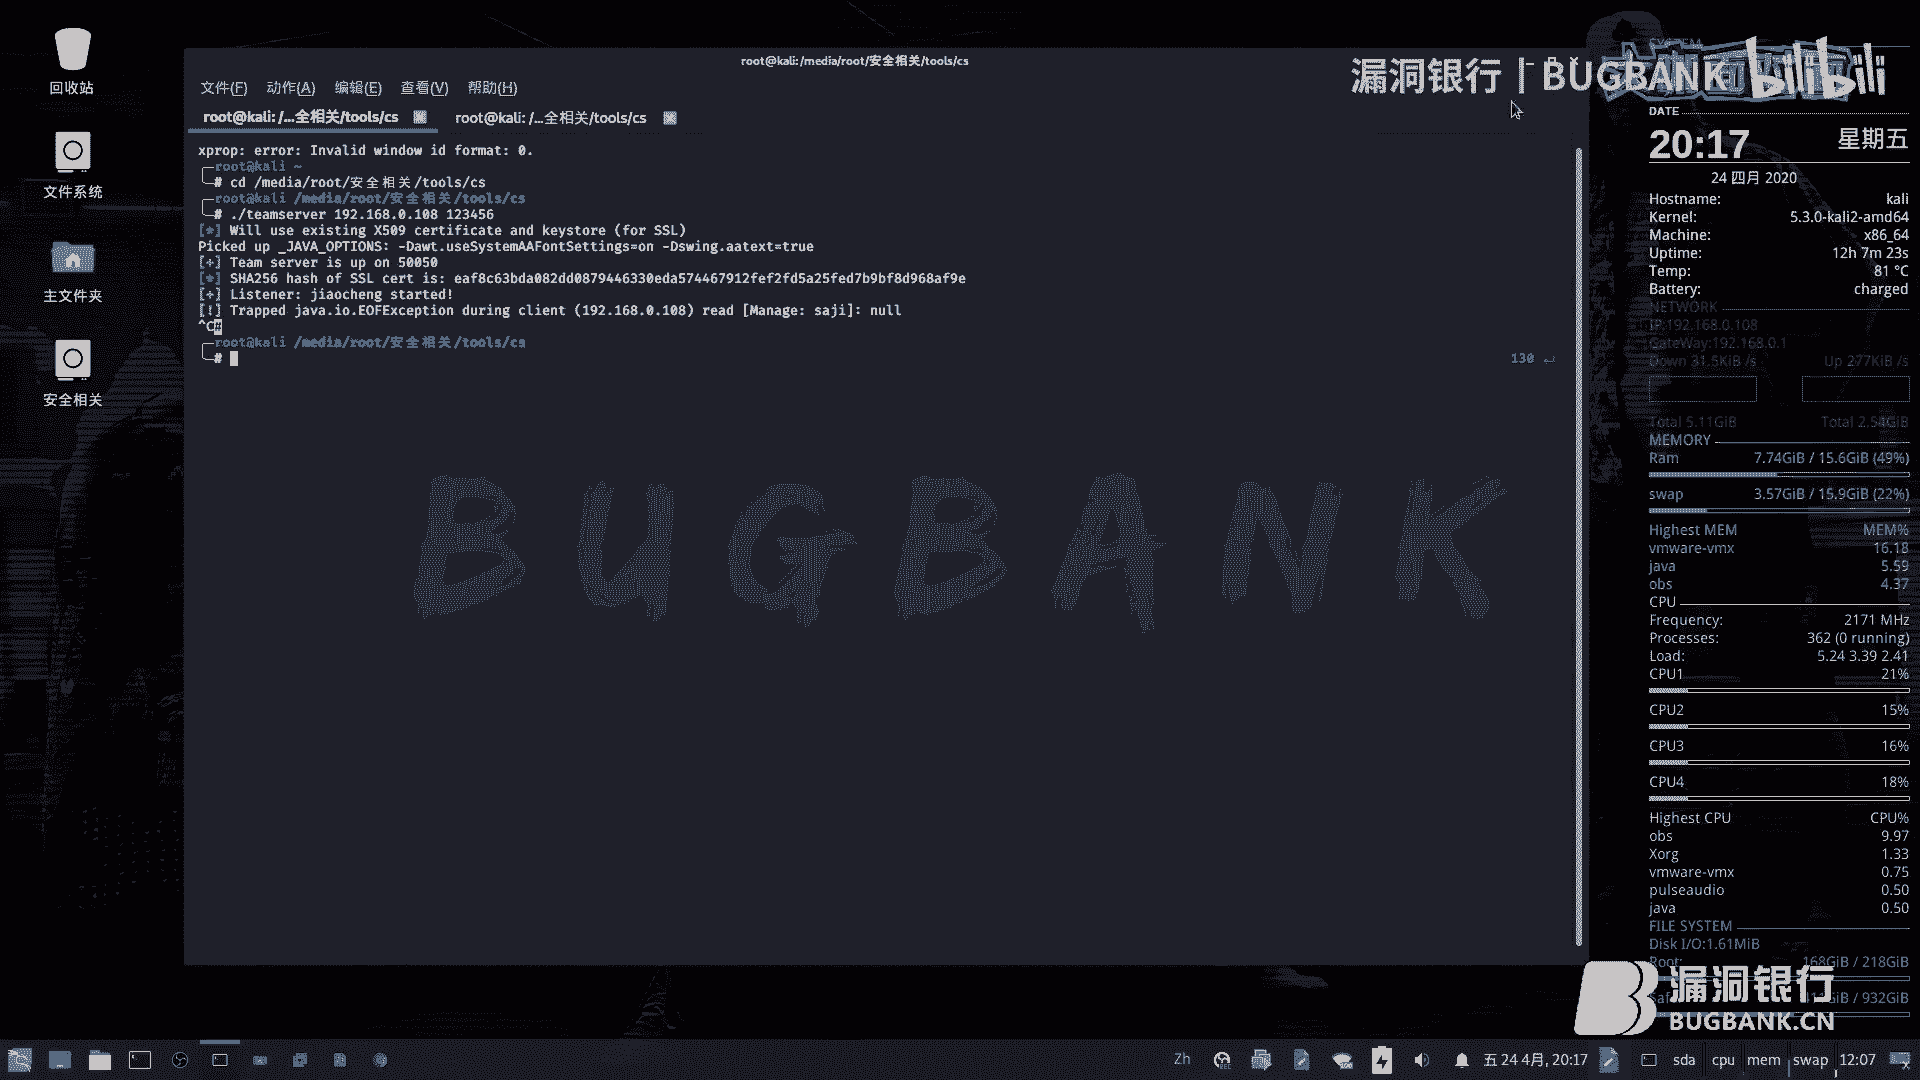 回收站
文件系统
主文件夹
安全相关
root@kali:/media/root/安全相关/tools/cs
文件(F) 动作(A) 编辑(E) 查看(V) 帮助(H)
root@kali: /...全相关/tools/cs root@kali: /...全相关/tools/cs
xprop: error: Invalid window id format: 0.
root@kali ~
# cd /media/root/安全相关/tools/cs
root@kali /media/root/安全相关/tools/cs
# ./teamserver 192.168.0.108 123456
[*] Will use existing X509 certificate and keystore (for SSL)
Picked up _JAVA_OPTIONS: -Dawt.useSystemAAFontSettings=on -Dswing.aatext=true
[+] Team server is up on 50050
[*] SHA256 hash of SSL cert is: eaf8c63bda082dd0879446330eda574467912fef2fd5a25fed7b9bf8d968af9e
[+] Listener: jiaocheng started!
[!] Trapped java.io.EOFException during client (192.168.0.108) read [Manage: saji]: null
^C#
root@kali /media/root/安全相关/tools/cs
#
130 ↵
BUGBANK
漏洞银行 | BUGBANK bilibili
SYSTEM
DATE
20:17 星期五
24 四月 2020
Hostname: kali
Kernel: 5.3.0-kali2-amd64
Machine: x86_64
Uptime: 12h 7m 23s
Temp: 81 °C
Battery: charged
NETWORK
IP:192.168.0.108
GateWay:192.168.0.1
Down 31.5KiB /s Up 277KiB /s
Total 5.11GiB Total 2.54GiB
MEMORY
Ram 7.74GiB / 15.6GiB (49%)
swap 3.57GiB / 15.9GiB (22%)
Highest MEM MEM%
vmware-vmx 16.18
java 5.59
obs 4.37
CPU
Frequency: 2171 MHz
Processes: 362 (0 running)
Load: 5.24 3.39 2.41
CPU1 21%
CPU2 15%
CPU3 16%
CPU4 18%
Highest CPU CPU%
obs 9.97
Xorg 1.33
vmware-vmx 0.75
pulseaudio 0.50
java 0.50
FILE SYSTEM
Disk I/O:1.61MiB
Root: 168GiB / 218GiB
/ 932GiB
漏洞银行
BUGBANK.CN
Zh 五 24 4月, 20:17 sda cpu mem swap 12:07